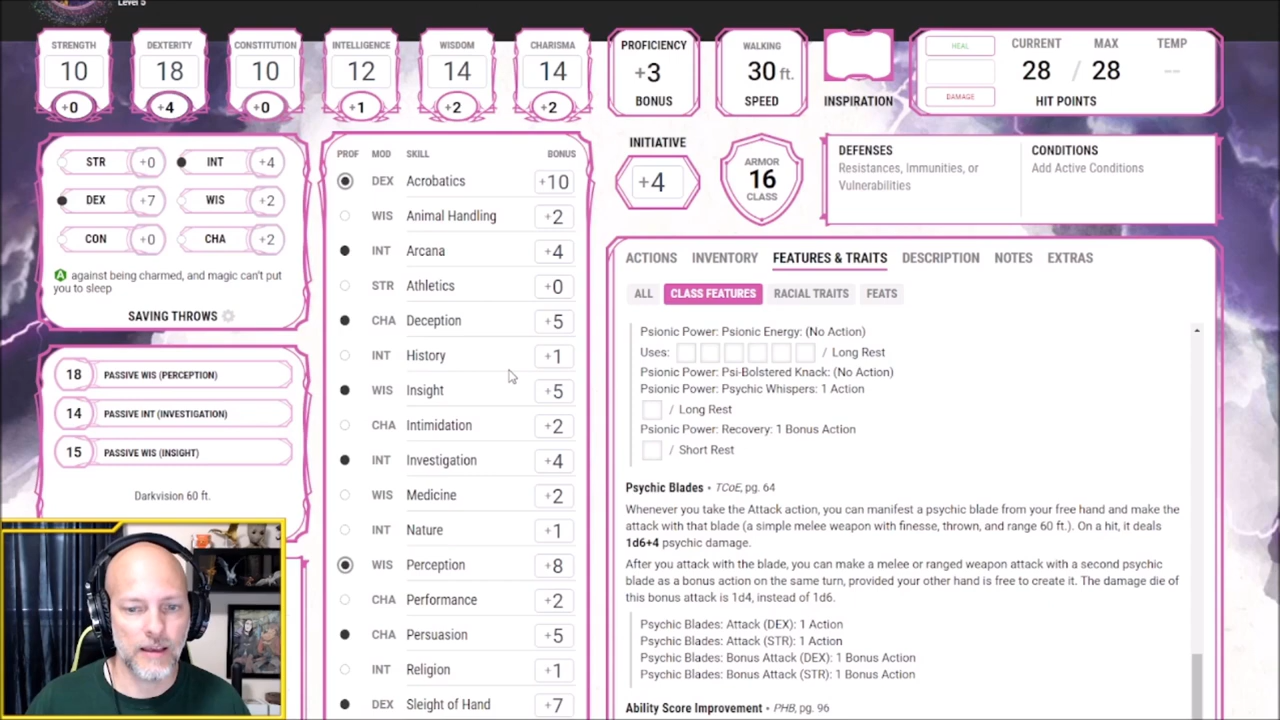 Level 5
STRENGTH
10
+0
DEXTERITY
18
+4
CONSTITUTION
10
+0
INTELLIGENCE
12
+1
WISDOM
14
+2
CHARISMA
14
+2
PROFICIENCY
+3
BONUS
WALKING
30 ft.
SPEED
INSPIRATION
HEAL
DAMAGE
CURRENT
MAX
TEMP
28 / 28 --
HIT POINTS
STR +0
INT +4
DEX +7
WIS +2
CON +0
CHA +2
A against being charmed, and magic can't put
you to sleep
SAVING THROWS
18 PASSIVE WIS (PERCEPTION)
14 PASSIVE INT (INVESTIGATION)
15 PASSIVE WIS (INSIGHT)
Darkvision 60 ft.
PROF MOD SKILL BONUS
DEX Acrobatics +10
WIS Animal Handling +2
INT Arcana +4
STR Athletics +0
CHA Deception +5
INT History +1
WIS Insight +5
CHA Intimidation +2
INT Investigation +4
WIS Medicine +2
INT Nature +1
WIS Perception +8
CHA Performance +2
CHA Persuasion +5
INT Religion +1
DEX Sleight of Hand +7
INITIATIVE
+4
ARMOR
16
CLASS
DEFENSES
Resistances, Immunities, or
Vulnerabilities
CONDITIONS
Add Active Conditions
ACTIONS INVENTORY FEATURES & TRAITS DESCRIPTION NOTES EXTRAS
ALL CLASS FEATURES RACIAL TRAITS FEATS
Psionic Power: Psionic Energy: (No Action)
Uses: / Long Rest
Psionic Power: Psi-Bolstered Knack: (No Action)
Psionic Power: Psychic Whispers: 1 Action
/ Long Rest
Psionic Power: Recovery: 1 Bonus Action
/ Short Rest
Psychic Blades • TCoE, pg. 64
Whenever you take the Attack action, you can manifest a psychic blade from your free hand and make the
attack with that blade (a simple melee weapon with finesse, thrown, and range 60 ft.). On a hit, it deals
1d6+4 psychic damage.
After you attack with the blade, you can make a melee or ranged weapon attack with a second psychic
blade as a bonus action on the same turn, provided your other hand is free to create it. The damage die of
this bonus attack is 1d4, instead of 1d6.
Psychic Blades: Attack (DEX): 1 Action
Psychic Blades: Attack (STR): 1 Action
Psychic Blades: Bonus Attack (DEX): 1 Bonus Action
Psychic Blades: Bonus Attack (STR): 1 Bonus Action
Ability Score Improvement • PHB, pg. 96